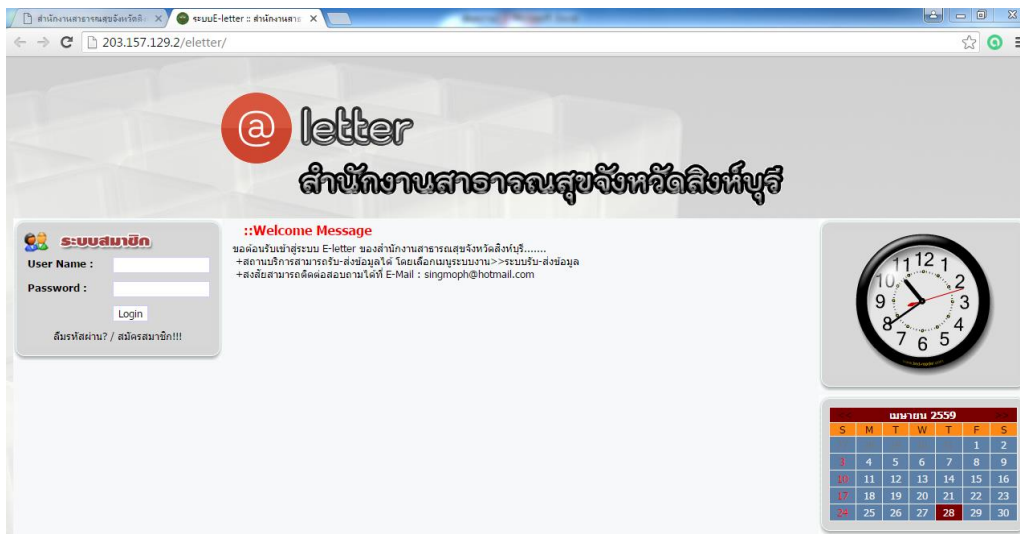 สำนักงานสาธารณสุขจังหวัดสิ
ระบบE-letter :: สำนักงานสาธ
203.157.129.2/eletter/
@ letter
สำนักงานสาธารณสุขจังหวัดสิงห์บุรี
ระบบสมาชิก
User Name :
Password :
Login
ลืมรหัสผ่าน? / สมัครสมาชิก!!!
::Welcome Message
ขอต้อนรับเข้าสู่ระบบ E-letter ของสำนักงานสาธารณสุขจังหวัดสิงห์บุรี.......
+สถานบริการสามารถรับ-ส่งข้อมูลได้ โดยเลือกเมนูระบบงาน>>ระบบรับ-ส่งข้อมูล
+สงสัยสามารถติดต่อสอบถามได้ที่ E-Mail : singmoph@hotmail.com
11 12 1
10 2
9 3
8 4
7 6 5
<< เมษายน 2559 >>
S M T W T F S
1 2
3 4 5 6 7 8 9
10 11 12 13 14 15 16
17 18 19 20 21 22 23
24 25 26 27 28 29 30